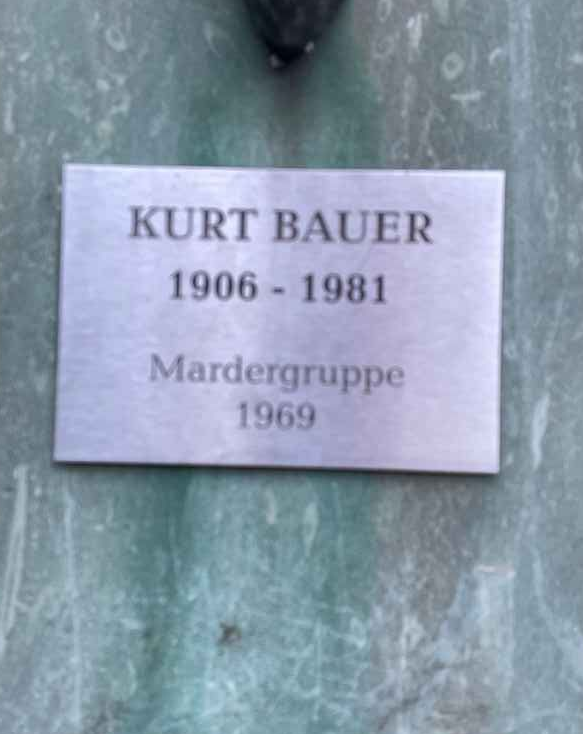 KURT BAUER
1906 - 1981
Mardergruppe
1969